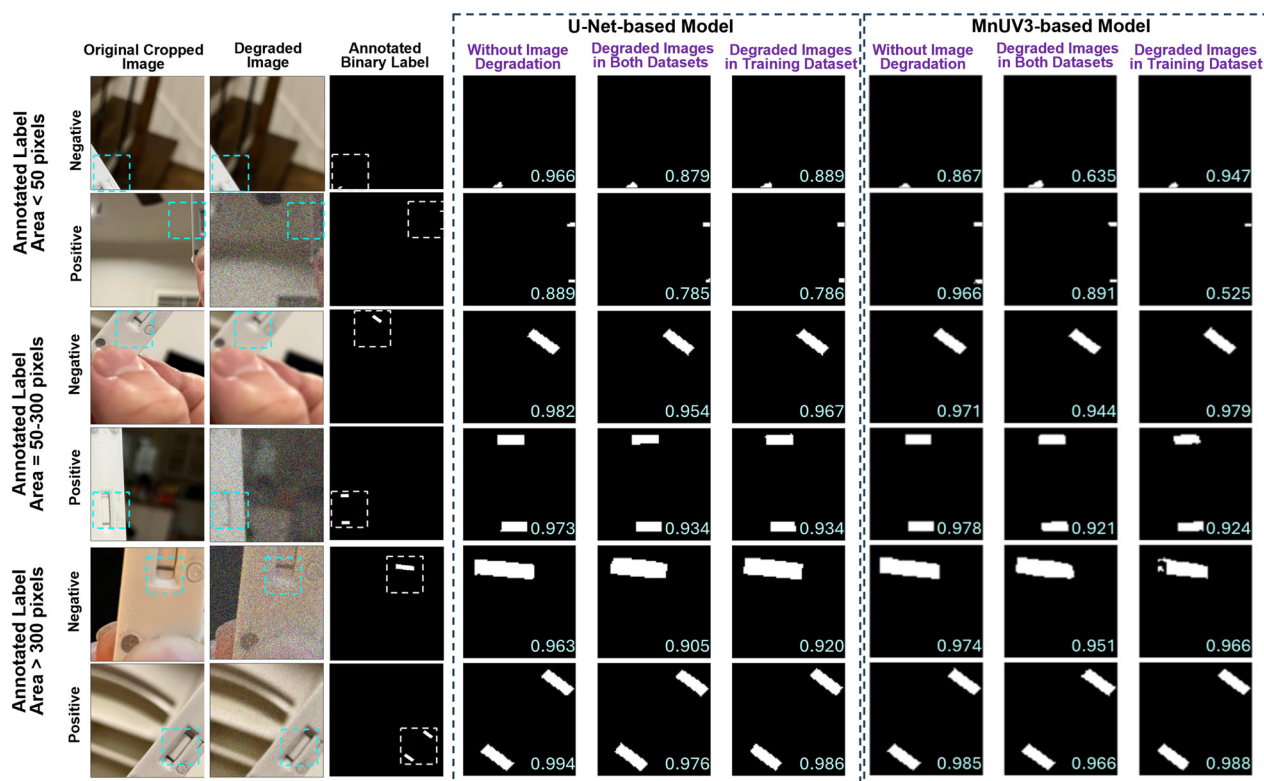 U-Net-based Model
MnUV3-based Model
Original Cropped
Image
Degraded
Image
Annotated
Binary Label
Without Image
Degradation
Degraded Images
in Both Datasets
Degraded Images
in Training Dataset
Without Image
Degradation
Degraded Images
in Both Datasets
Degraded Images
in Training Dataset
Annotated Label
Area < 50 pixels
Negative
0.966
0.879
0.889
0.867
0.635
0.947
Positive
0.889
0.785
0.786
0.966
0.891
0.525
Annotated Label
Area = 50-300 pixels
Negative
0.982
0.954
0.967
0.971
0.944
0.979
Positive
0.973
0.934
0.934
0.978
0.921
0.924
Annotated Label
Area > 300 pixels
Negative
0.963
0.905
0.920
0.974
0.951
0.966
Positive
0.994
0.976
0.986
0.985
0.966
0.988